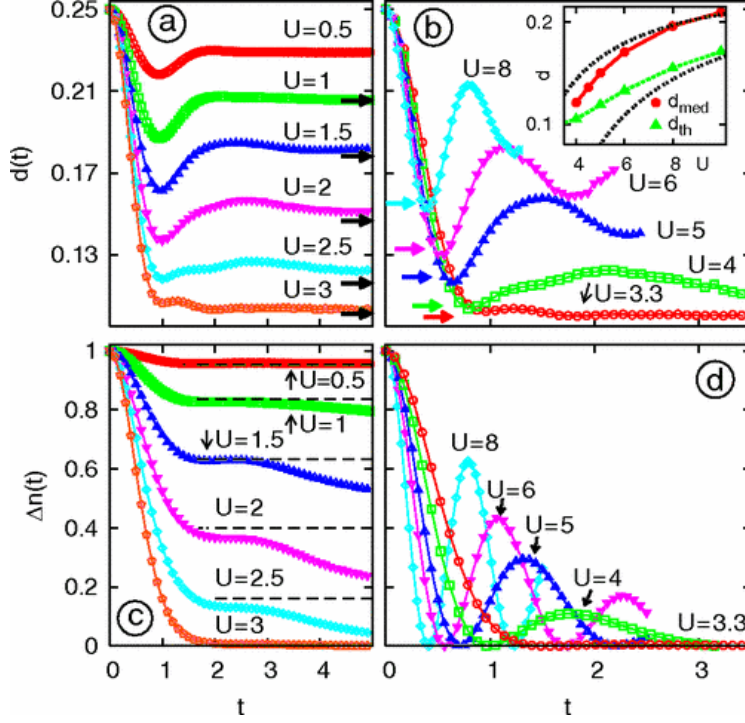 0.25
0.21
0.17
0.13
d(t)
a
U=0.5
U=1
U=1.5
U=2
U=2.5
U=3
b
U=8
U=6
U=5
U=4
U=3.3
0.2
0.1
d
4
6
8
U
d_med
d_th
1
0.8
0.6
0.4
0.2
0
Δn(t)
c
U=0.5
U=1
U=1.5
U=2
U=2.5
U=3
0
1
2
3
4
5
t
d
U=8
U=6
U=5
U=4
U=3.3
0
1
2
3
t